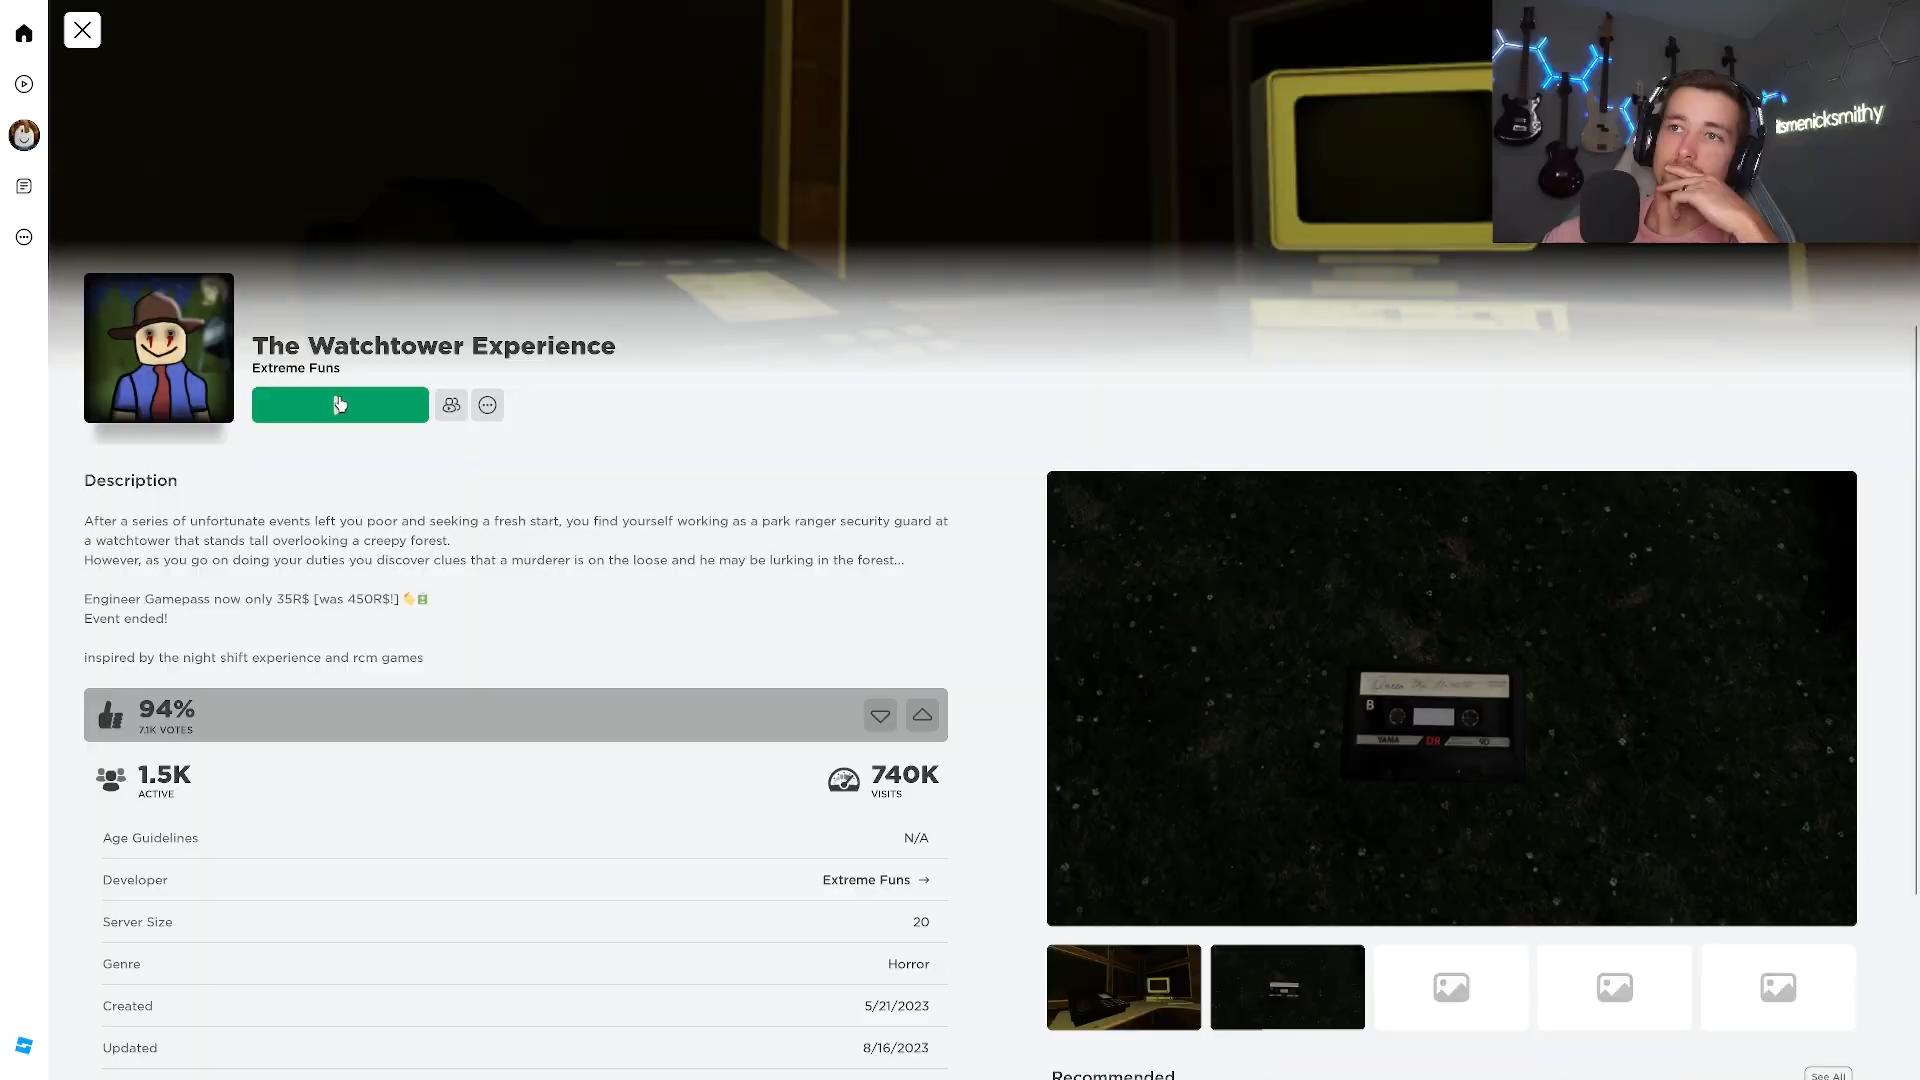 itsmenicksmithy
The Watchtower Experience
Extreme Funs
Description
After a series of unfortunate events left you poor and seeking a fresh start, you find yourself working as a park ranger security guard at
a watchtower that stands tall overlooking a creepy forest.
However, as you go on doing your duties you discover clues that a murderer is on the loose and he may be lurking in the forest...
Engineer Gamepass now only 35R$ [was 450R$!]
Event ended!
inspired by the night shift experience and rcm games
94%
7.1K VOTES
1.5K
ACTIVE
740K
VISITS
Age Guidelines N/A
Developer Extreme Funs →
Server Size 20
Genre Horror
Created 5/21/2023
Updated 8/16/2023
B
YAMA DR 90
Recommended
See All